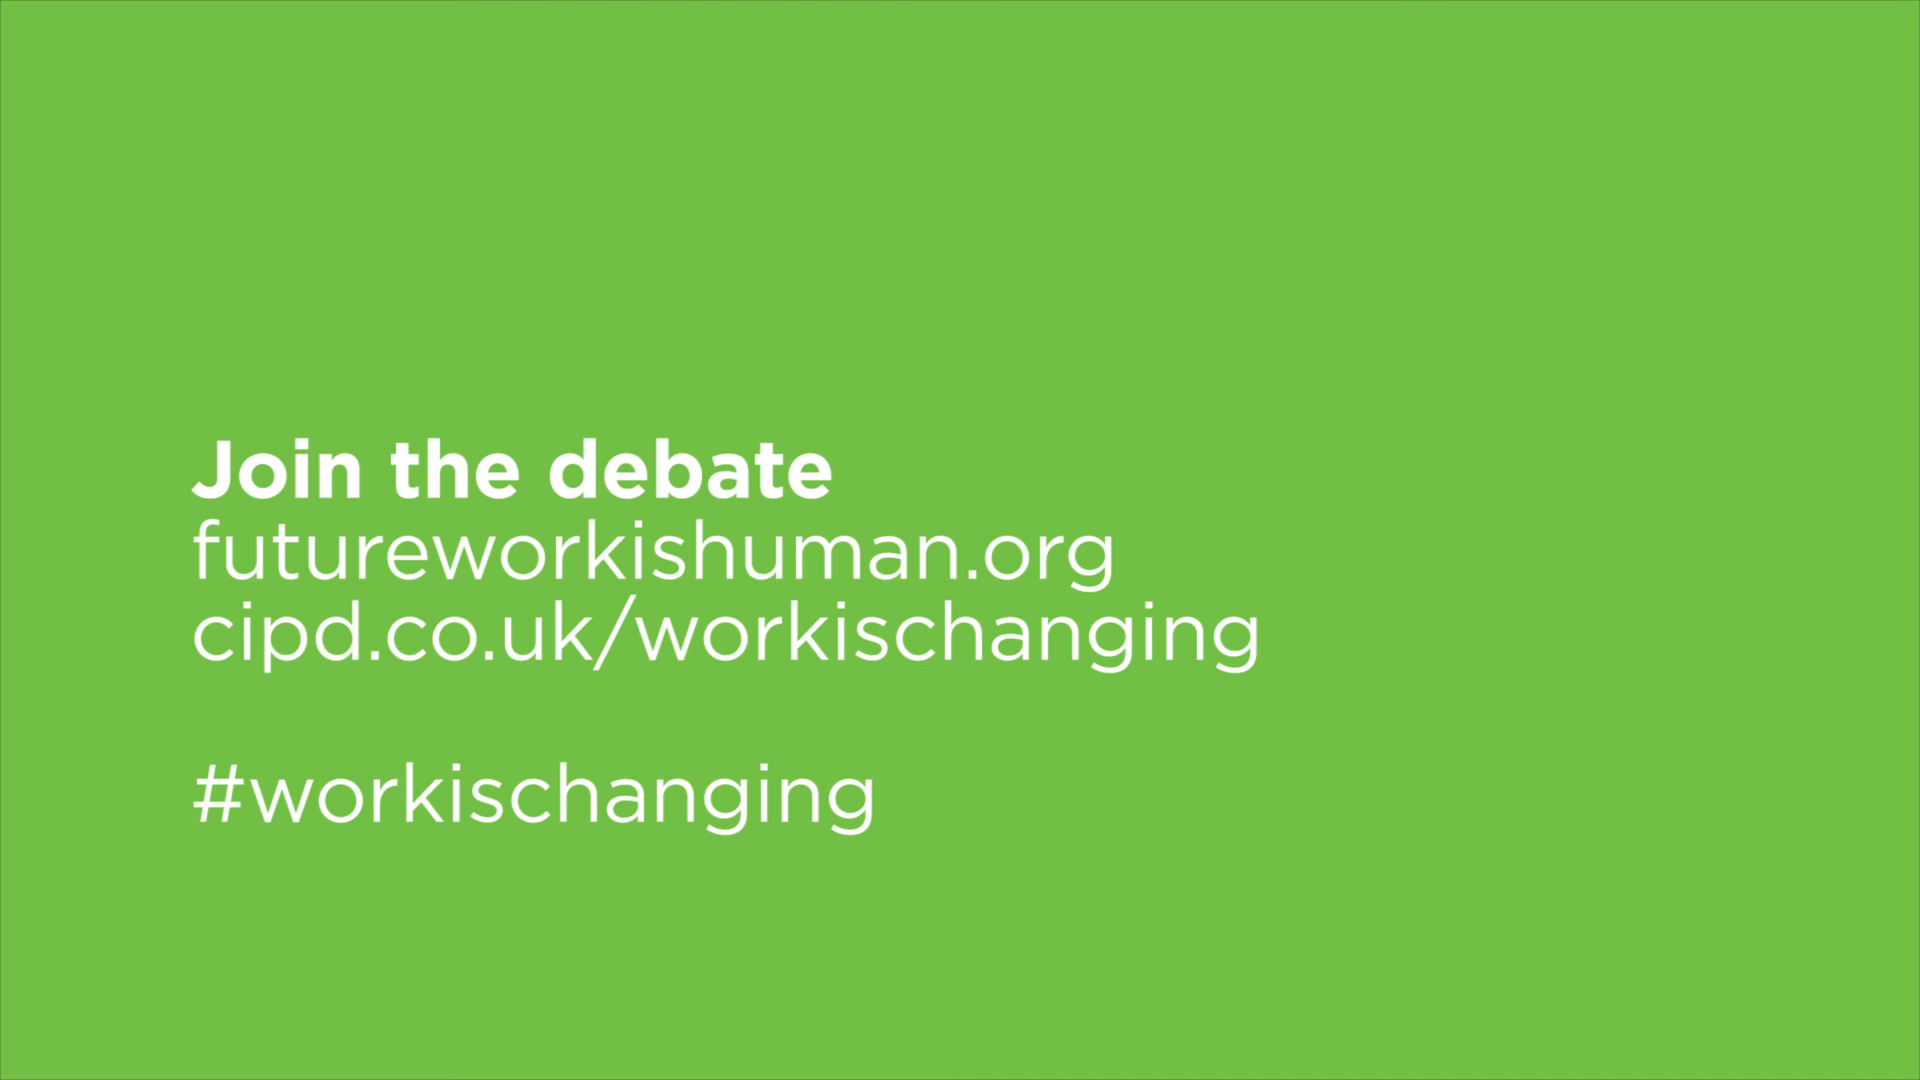 Join the debate
futureworkishuman.org
cipd.co.uk/workischanging
#workischanging